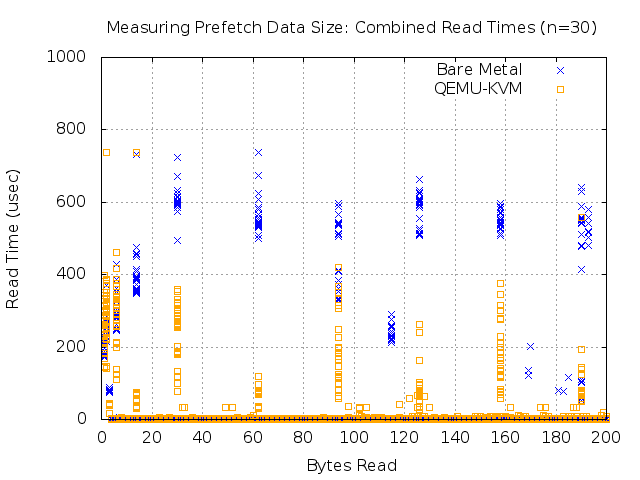 Measuring Prefetch Data Size: Combined Read Times (n=30)
1000
800
600
400
200
0
Read Time (usec)
Bare Metal
QEMU-KVM
0 20 40 60 80 100 120 140 160 180 200
Bytes Read